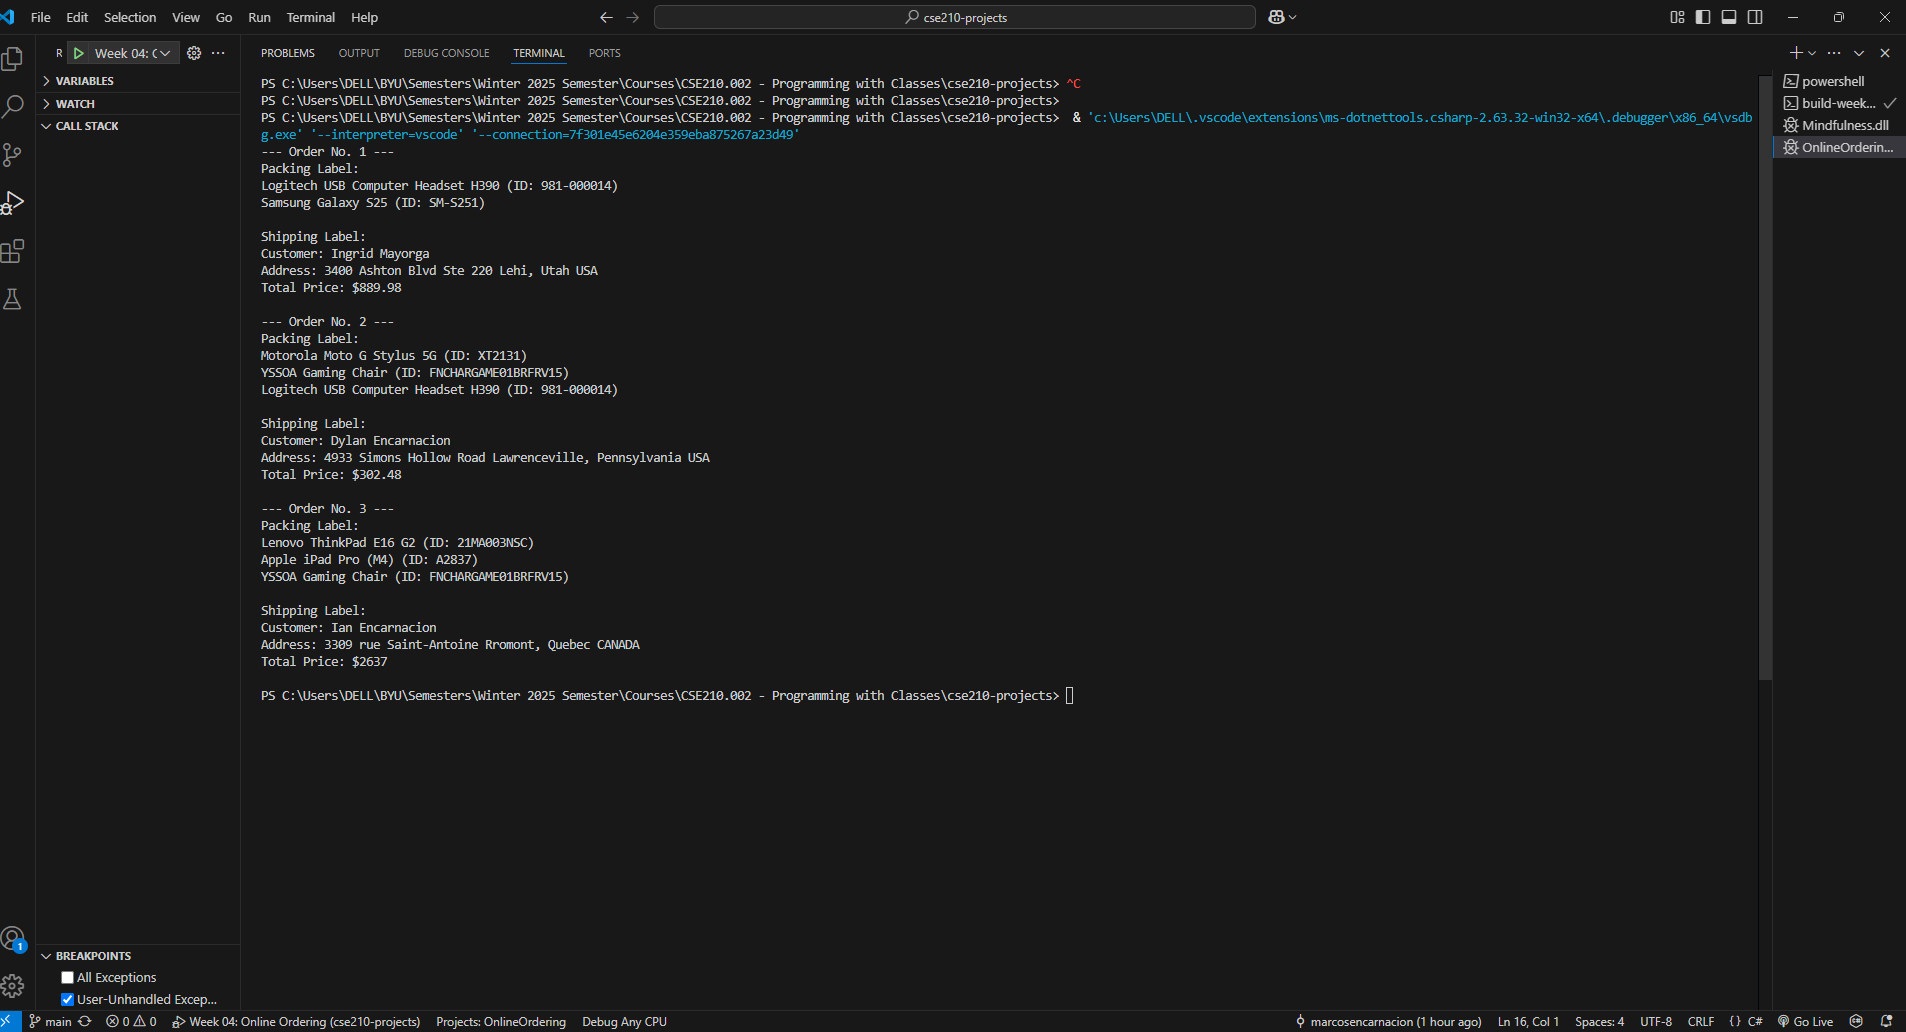 File Edit Selection View Go Run Terminal Help
cse210-projects
R Week 04: C
PROBLEMS OUTPUT DEBUG CONSOLE TERMINAL PORTS
VARIABLES
WATCH
CALL STACK
PS C:\Users\DELL\BYU\Semesters\Winter 2025 Semester\Courses\CSE210.002 - Programming with Classes\cse210-projects> ^C
PS C:\Users\DELL\BYU\Semesters\Winter 2025 Semester\Courses\CSE210.002 - Programming with Classes\cse210-projects>
PS C:\Users\DELL\BYU\Semesters\Winter 2025 Semester\Courses\CSE210.002 - Programming with Classes\cse210-projects>  & 'c:\Users\DELL\.vscode\extensions\ms-dotnettools.csharp-2.63.32-win32-x64\.debugger\x86_64\vsdb
g.exe' '--interpreter=vscode' '--connection=7f301e45e6204e359eba875267a23d49'
--- Order No. 1 ---
Packing Label:
Logitech USB Computer Headset H390 (ID: 981-000014)
Samsung Galaxy S25 (ID: SM-S251)
Shipping Label:
Customer: Ingrid Mayorga
Address: 3400 Ashton Blvd Ste 220 Lehi, Utah USA
Total Price: $889.98
--- Order No. 2 ---
Packing Label:
Motorola Moto G Stylus 5G (ID: XT2131)
YSSOA Gaming Chair (ID: FNCHARGAME01BRFRV15)
Logitech USB Computer Headset H390 (ID: 981-000014)
Shipping Label:
Customer: Dylan Encarnacion
Address: 4933 Simons Hollow Road Lawrenceville, Pennsylvania USA
Total Price: $302.48
--- Order No. 3 ---
Packing Label:
Lenovo ThinkPad E16 G2 (ID: 21MA003NSC)
Apple iPad Pro (M4) (ID: A2837)
YSSOA Gaming Chair (ID: FNCHARGAME01BRFRV15)
Shipping Label:
Customer: Ian Encarnacion
Address: 3309 rue Saint-Antoine Rromont, Quebec CANADA
Total Price: $2637
PS C:\Users\DELL\BYU\Semesters\Winter 2025 Semester\Courses\CSE210.002 - Programming with Classes\cse210-projects>
powershell
build-week...
Mindfulness.dll
OnlineOrderin...
1
BREAKPOINTS
All Exceptions
User-Unhandled Excep...
main 0 0 Week 04: Online Ordering (cse210-projects) Projects: OnlineOrdering Debug Any CPU marcosencarnacion (1 hour ago) Ln 16, Col 1 Spaces: 4 UTF-8 CRLF { } C# Go Live